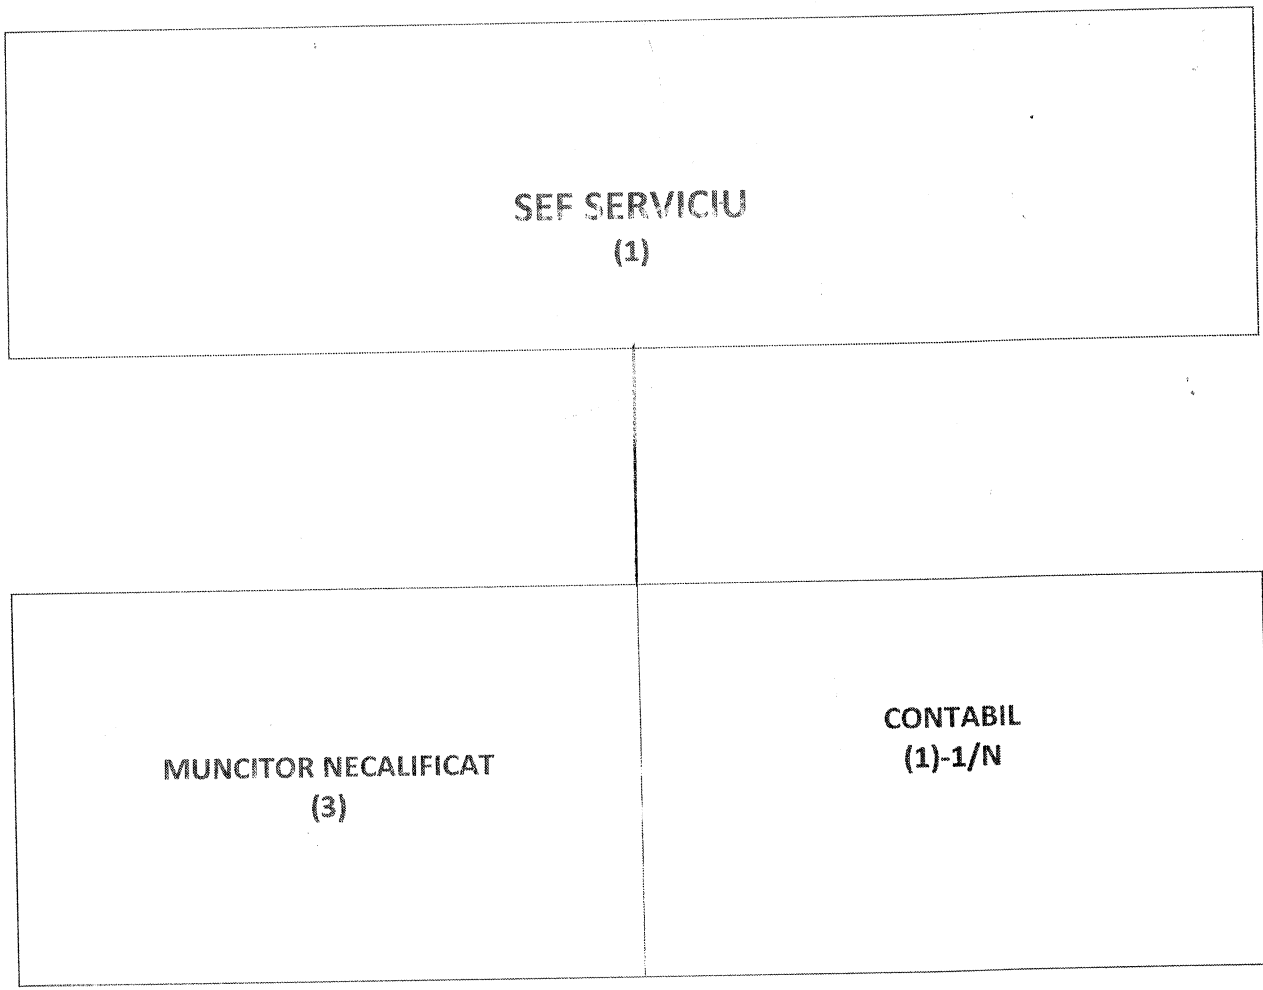 SEF SERVICIU
(1)
MUNCITOR NECALIFICAT
(3)
CONTABIL
(1)-1/N